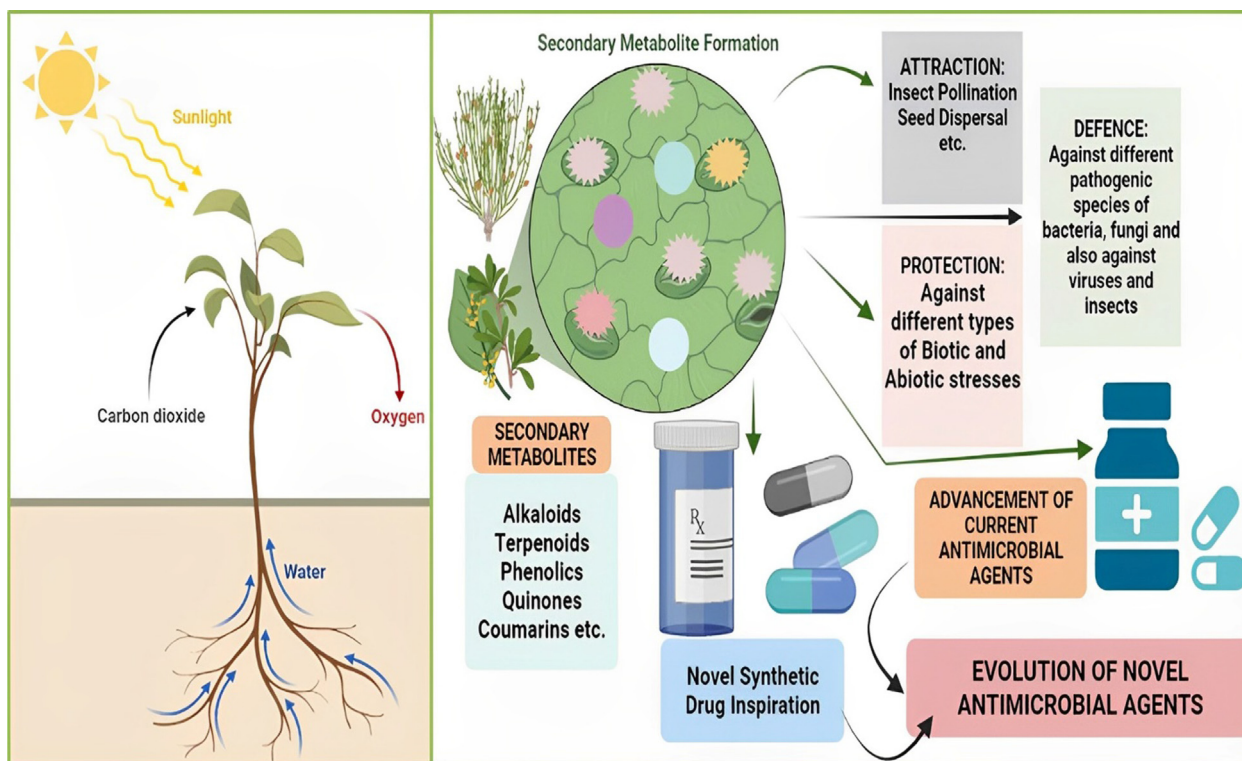 Sunlight
Carbon dioxide
Oxygen
Water
Secondary Metabolite Formation
ATTRACTION:
Insect Pollination
Seed Dispersal
etc.
DEFENCE:
Against different
pathogenic
species of
bacteria, fungi and
also against
viruses and
insects
PROTECTION:
Against
different types
of Biotic and
Abiotic stresses
SECONDARY
METABOLITES
Alkaloids
Terpenoids
Phenolics
Quinones
Coumarins etc.
Rx
ADVANCEMENT OF
CURRENT
ANTIMICROBIAL
AGENTS
Novel Synthetic
Drug Inspiration
EVOLUTION OF NOVEL
ANTIMICROBIAL AGENTS